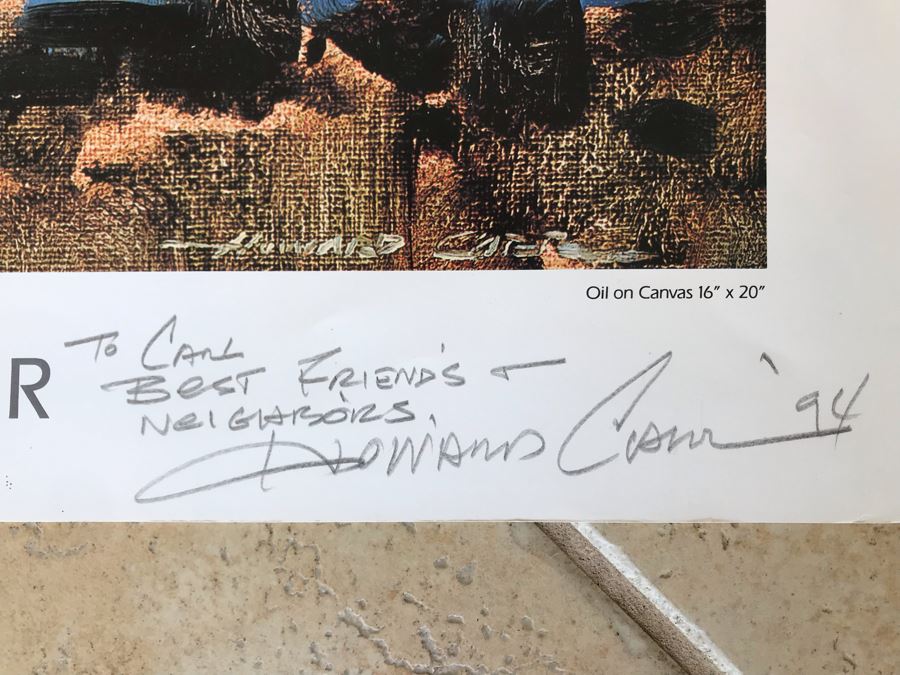 HOWARD CARR
Oil on Canvas 16" x 20"
R
To CARL
BEST FRIEND'S +
NEIGHBORS.
HOWARD CARR '94